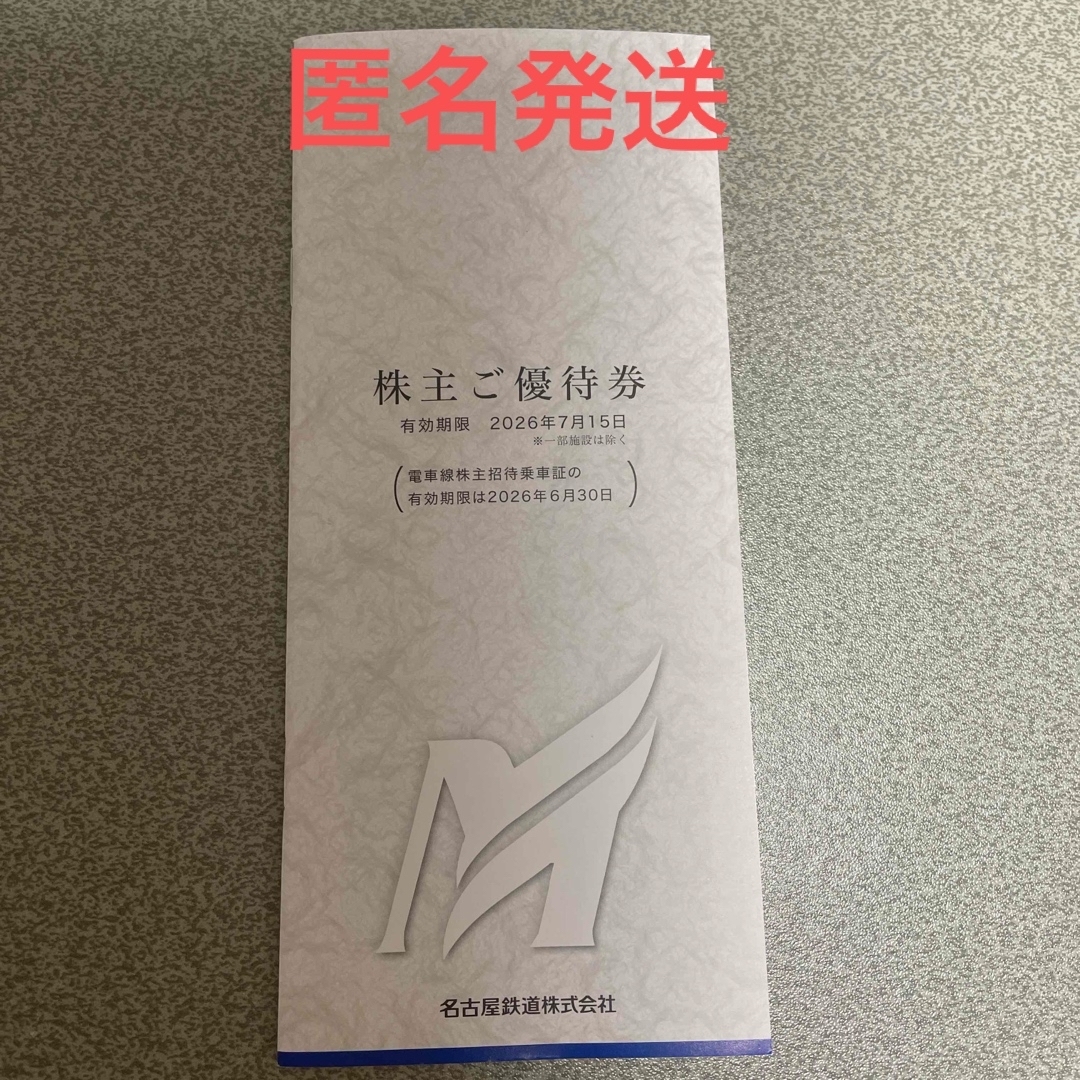 匿名発送
株主ご優待券
有効期限 2026年7月15日
※一部施設は除く
(電車線株主招待乗車証の
有効期限は2026年6月30日)
名古屋鉄道株式会社